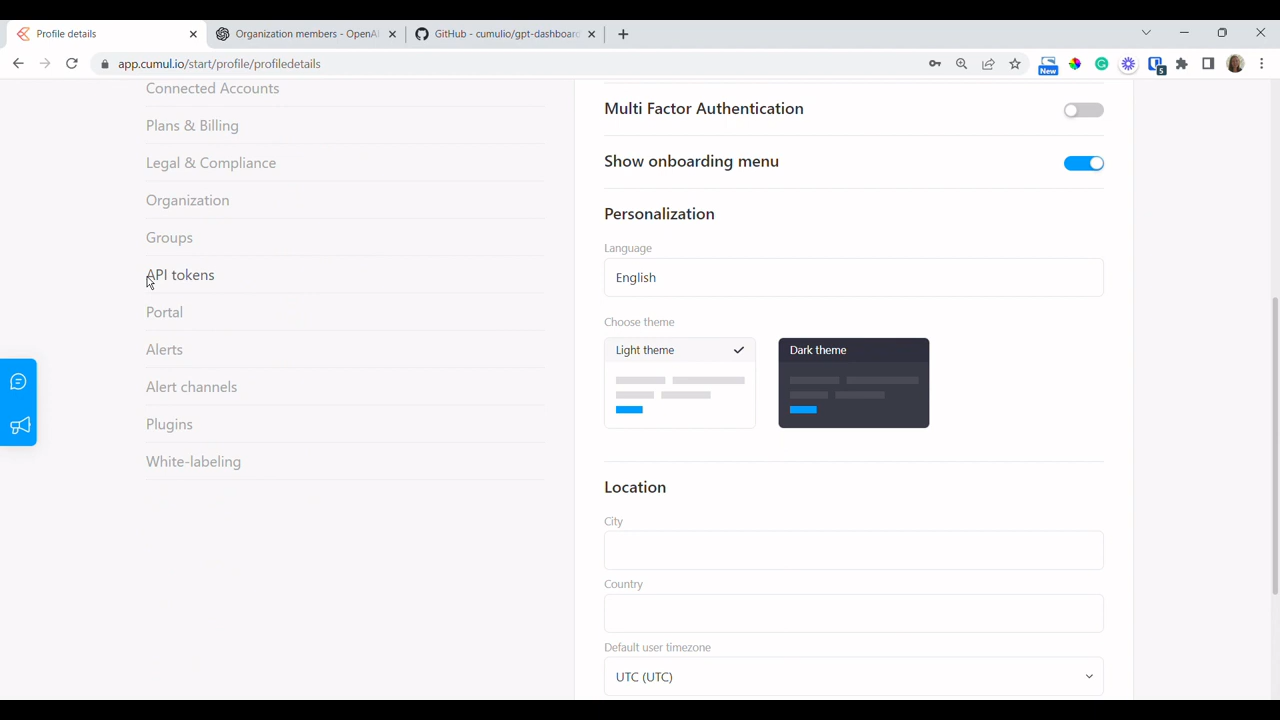 Profile details
Organization members - OpenAI
GitHub - cumulio/gpt-dashboard
app.cumul.io/start/profile/profiledetails
New
5
Connected Accounts
Plans & Billing
Legal & Compliance
Organization
Groups
API tokens
Portal
Alerts
Alert channels
Plugins
White-labeling
Multi Factor Authentication
Show onboarding menu
Personalization
Language
English
Choose theme
Light theme
Dark theme
Location
City
Country
Default user timezone
UTC (UTC)